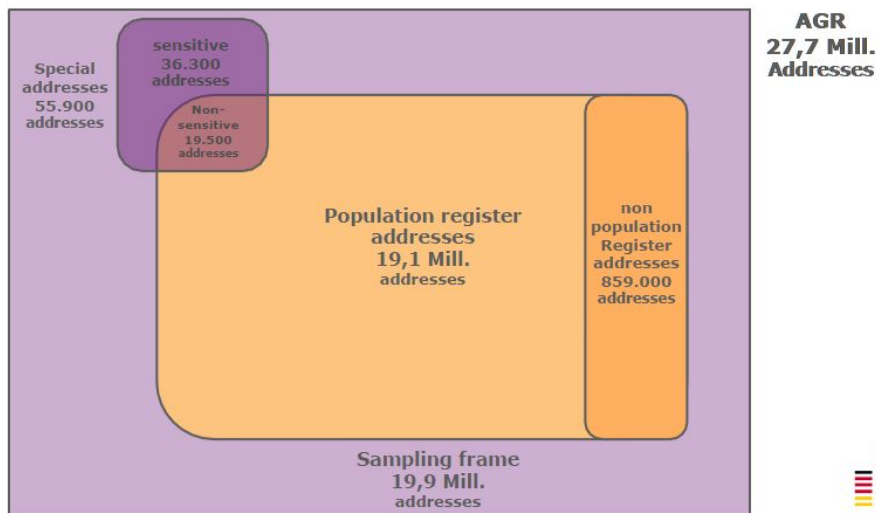 AGR
27,7 Mill.
Addresses
Special
addresses
55.900
addresses
sensitive
36.300
addresses
Non-
sensitive
19.500
addresses
Population register
addresses
19,1 Mill.
addresses
non
population
Register
addresses
859.000
addresses
Sampling frame
19,9 Mill.
addresses